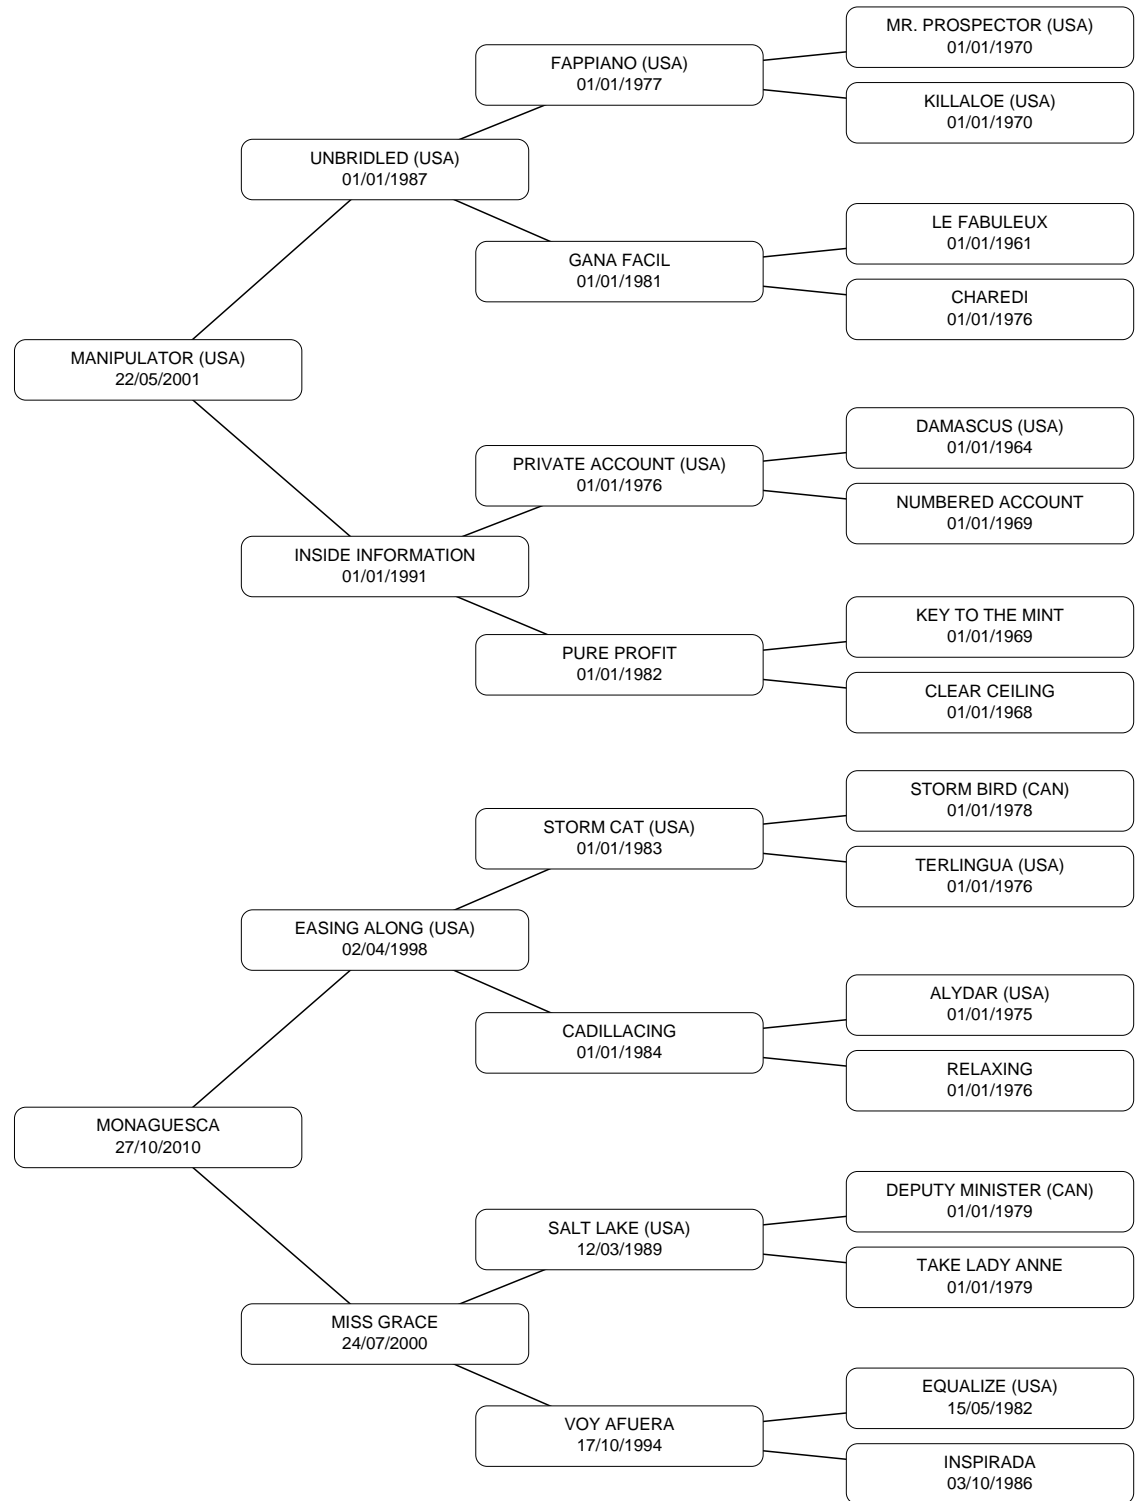 MR. PROSPECTOR (USA)
01/01/1970
FAPPIANO (USA)
01/01/1977
KILLALOE (USA)
01/01/1970
UNBRIDLED (USA)
01/01/1987
LE FABULEUX
01/01/1961
GANA FACIL
01/01/1981
CHAREDI
01/01/1976
MANIPULATOR (USA)
22/05/2001
DAMASCUS (USA)
01/01/1964
PRIVATE ACCOUNT (USA)
01/01/1976
NUMBERED ACCOUNT
01/01/1969
INSIDE INFORMATION
01/01/1991
KEY TO THE MINT
01/01/1969
PURE PROFIT
01/01/1982
CLEAR CEILING
01/01/1968
STORM BIRD (CAN)
01/01/1978
STORM CAT (USA)
01/01/1983
TERLINGUA (USA)
01/01/1976
EASING ALONG (USA)
02/04/1998
ALYDAR (USA)
01/01/1975
CADILLACING
01/01/1984
RELAXING
01/01/1976
MONAGUESCA
27/10/2010
DEPUTY MINISTER (CAN)
01/01/1979
SALT LAKE (USA)
12/03/1989
TAKE LADY ANNE
01/01/1979
MISS GRACE
24/07/2000
EQUALIZE (USA)
15/05/1982
VOY AFUERA
17/10/1994
INSPIRADA
03/10/1986